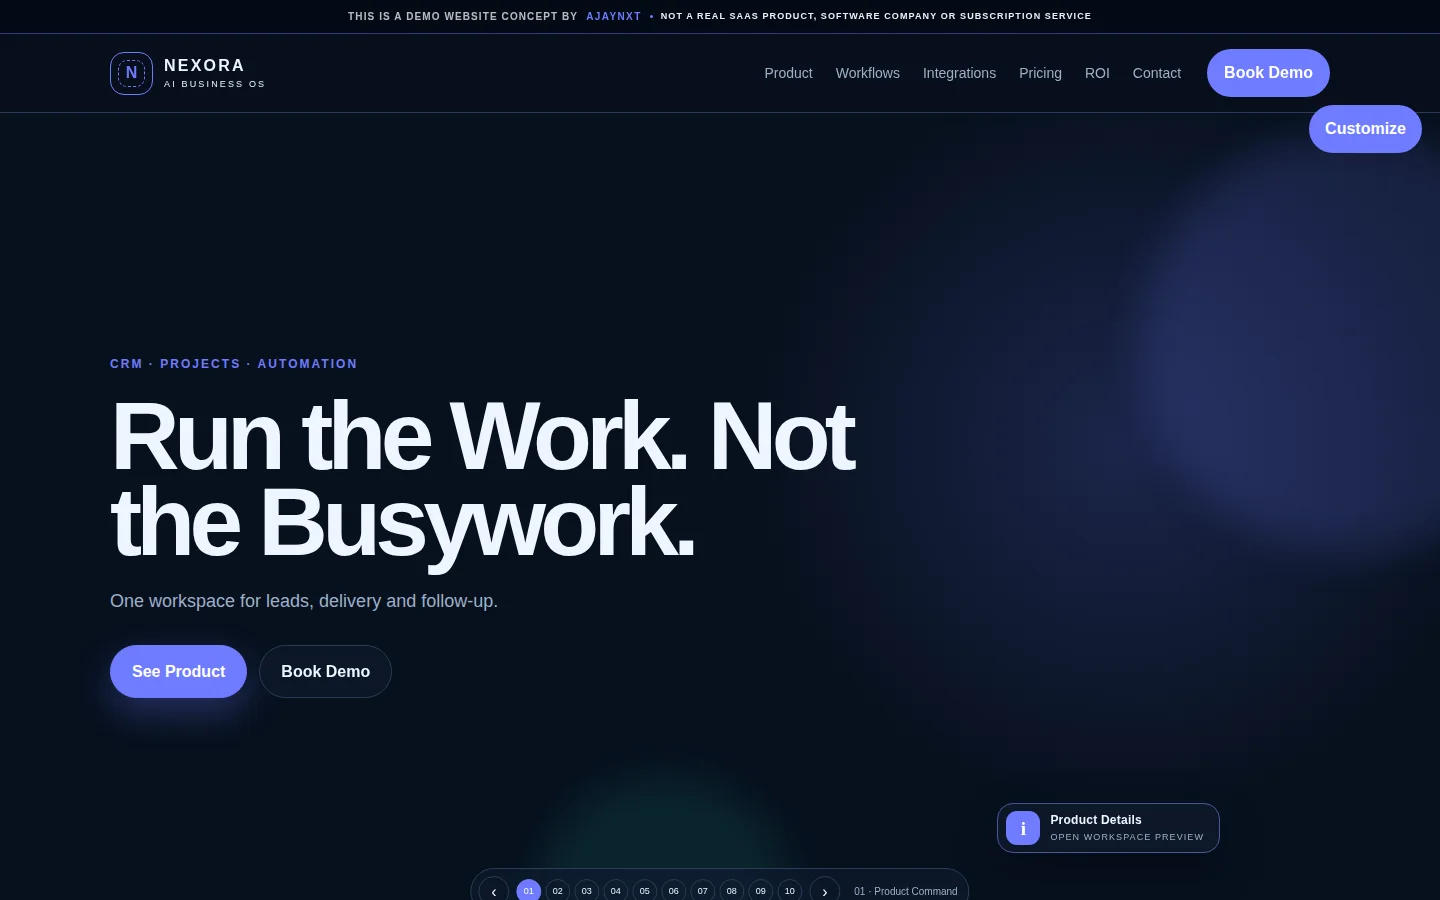 THIS IS A DEMO WEBSITE CONCEPT BY AJAYNXT • NOT A REAL SAAS PRODUCT, SOFTWARE COMPANY OR SUBSCRIPTION SERVICE
N
NEXORA
AI BUSINESS OS
Product Workflows Integrations Pricing ROI Contact Book Demo
Customize
CRM · PROJECTS · AUTOMATION
Run the Work. Not
the Busywork.
One workspace for leads, delivery and follow-up.
See Product Book Demo
i
Product Details
OPEN WORKSPACE PREVIEW
‹ 01 02 03 04 05 06 07 08 09 10 › 01 · Product Command